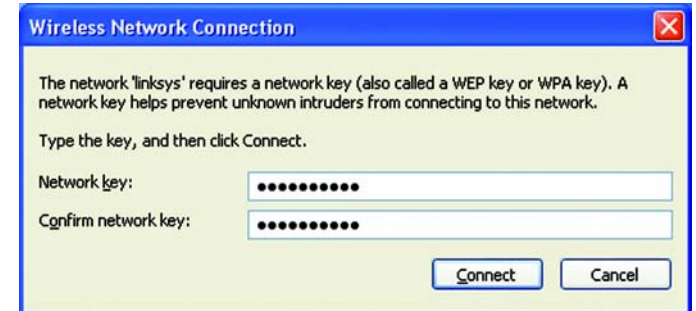 Wireless Network Connection
The network 'linksys' requires a network key (also called a WEP key or WPA key). A
network key helps prevent unknown intruders from connecting to this network.
Type the key, and then click Connect.
Network key: ••••••••••
Confirm network key: ••••••••••
Connect Cancel